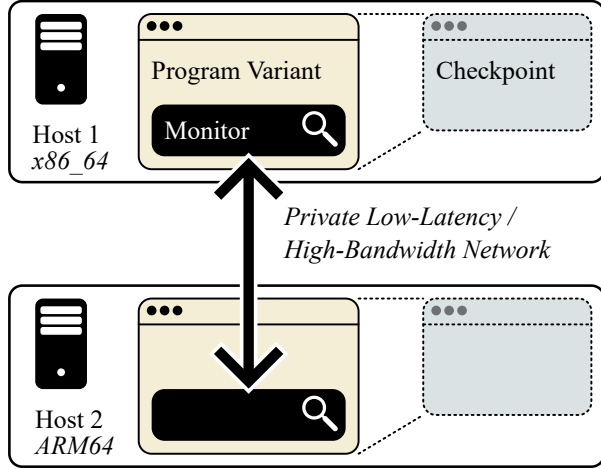 Program Variant
Checkpoint
Monitor
Host 1
x86_64
Private Low-Latency /
High-Bandwidth Network
Host 2
ARM64